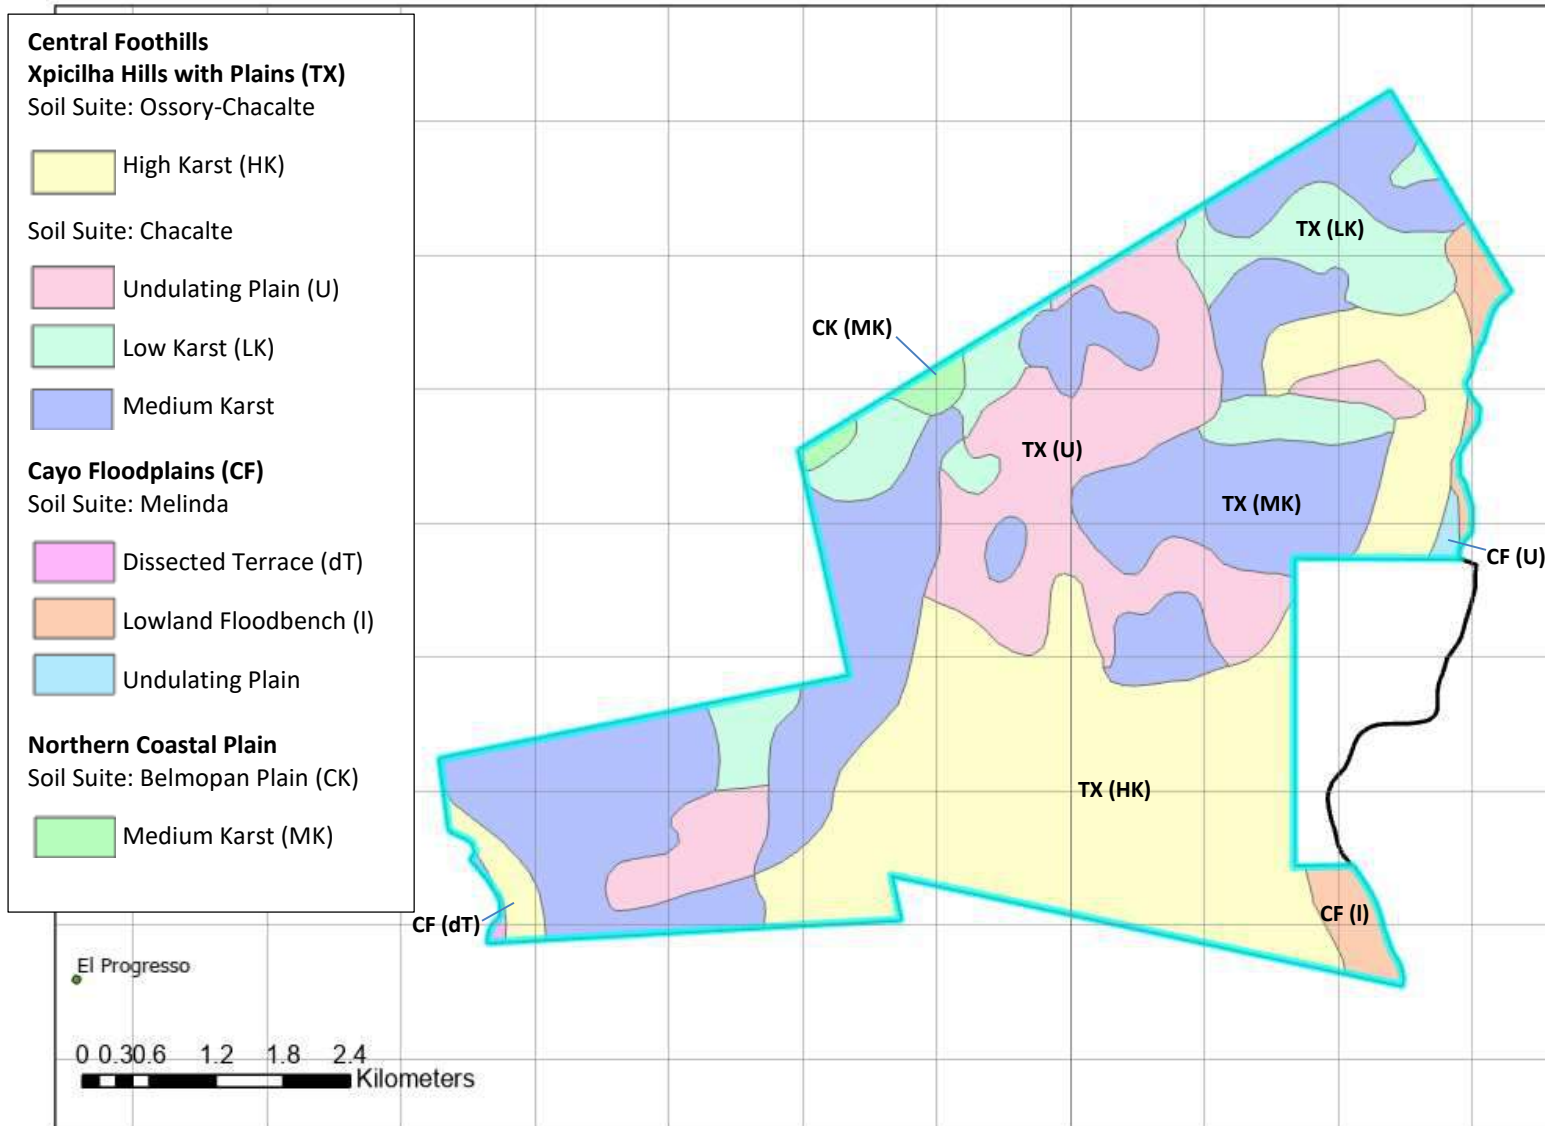 Central Foothills
Xpicilha Hills with Plains (TX)
Soil Suite: Ossory-Chacalte
High Karst (HK)
Soil Suite: Chacalte
Undulating Plain (U)
Low Karst (LK)
Medium Karst
Cayo Floodplains (CF)
Soil Suite: Melinda
Dissected Terrace (dT)
Lowland Floodbench (l)
Undulating Plain
Northern Coastal Plain
Soil Suite: Belmopan Plain (CK)
Medium Karst (MK)
TX (LK)
CK (MK)
TX (U)
TX (MK)
CF (U)
TX (HK)
CF (l)
CF (dT)
El Progresso
0 0.30.6 1.2 1.8 2.4
Kilometers